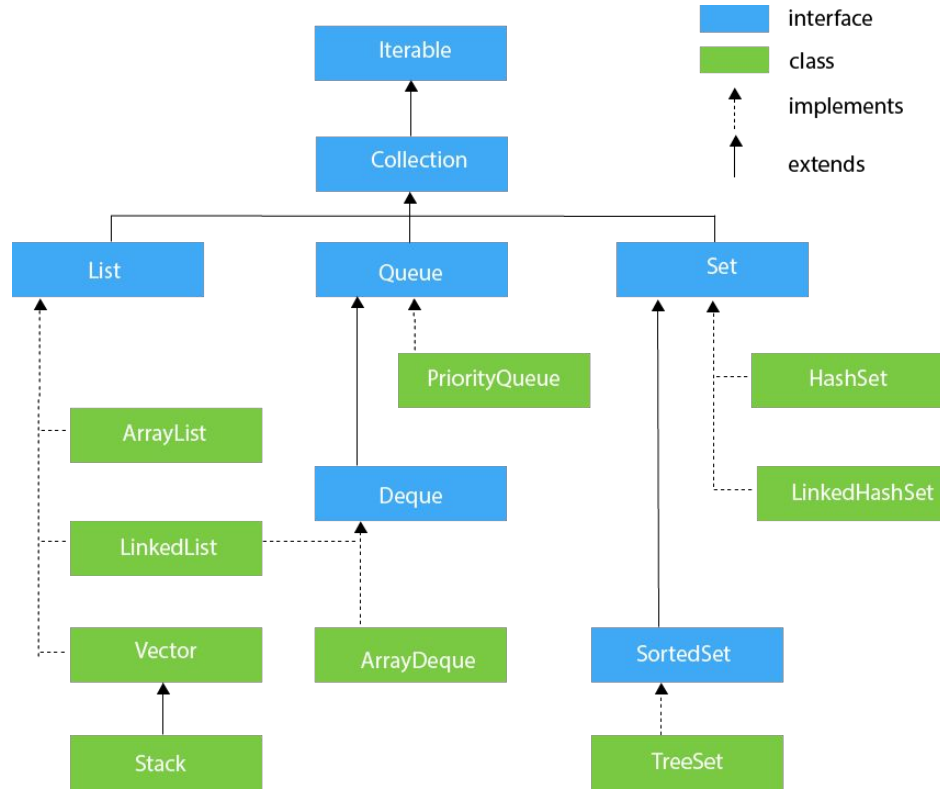 interface
Iterable
class
implements
Collection
extends
List
Queue
Set
PriorityQueue
HashSet
ArrayList
Deque
LinkedHashSet
LinkedList
Vector
ArrayDeque
SortedSet
Stack
TreeSet